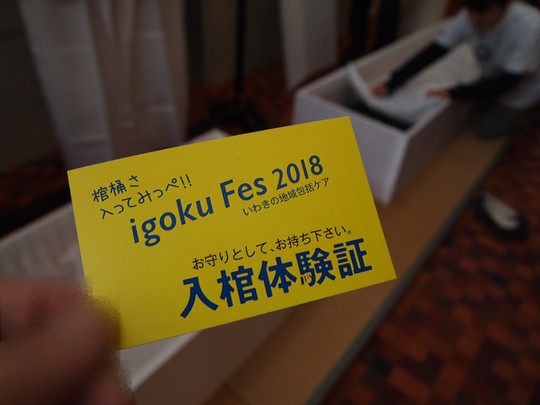 棺桶さ
入ってみっぺ!!
igoku Fes 2018
いわきの地域包括ケア
お守りとして、お持ち下さい。
入棺体験証